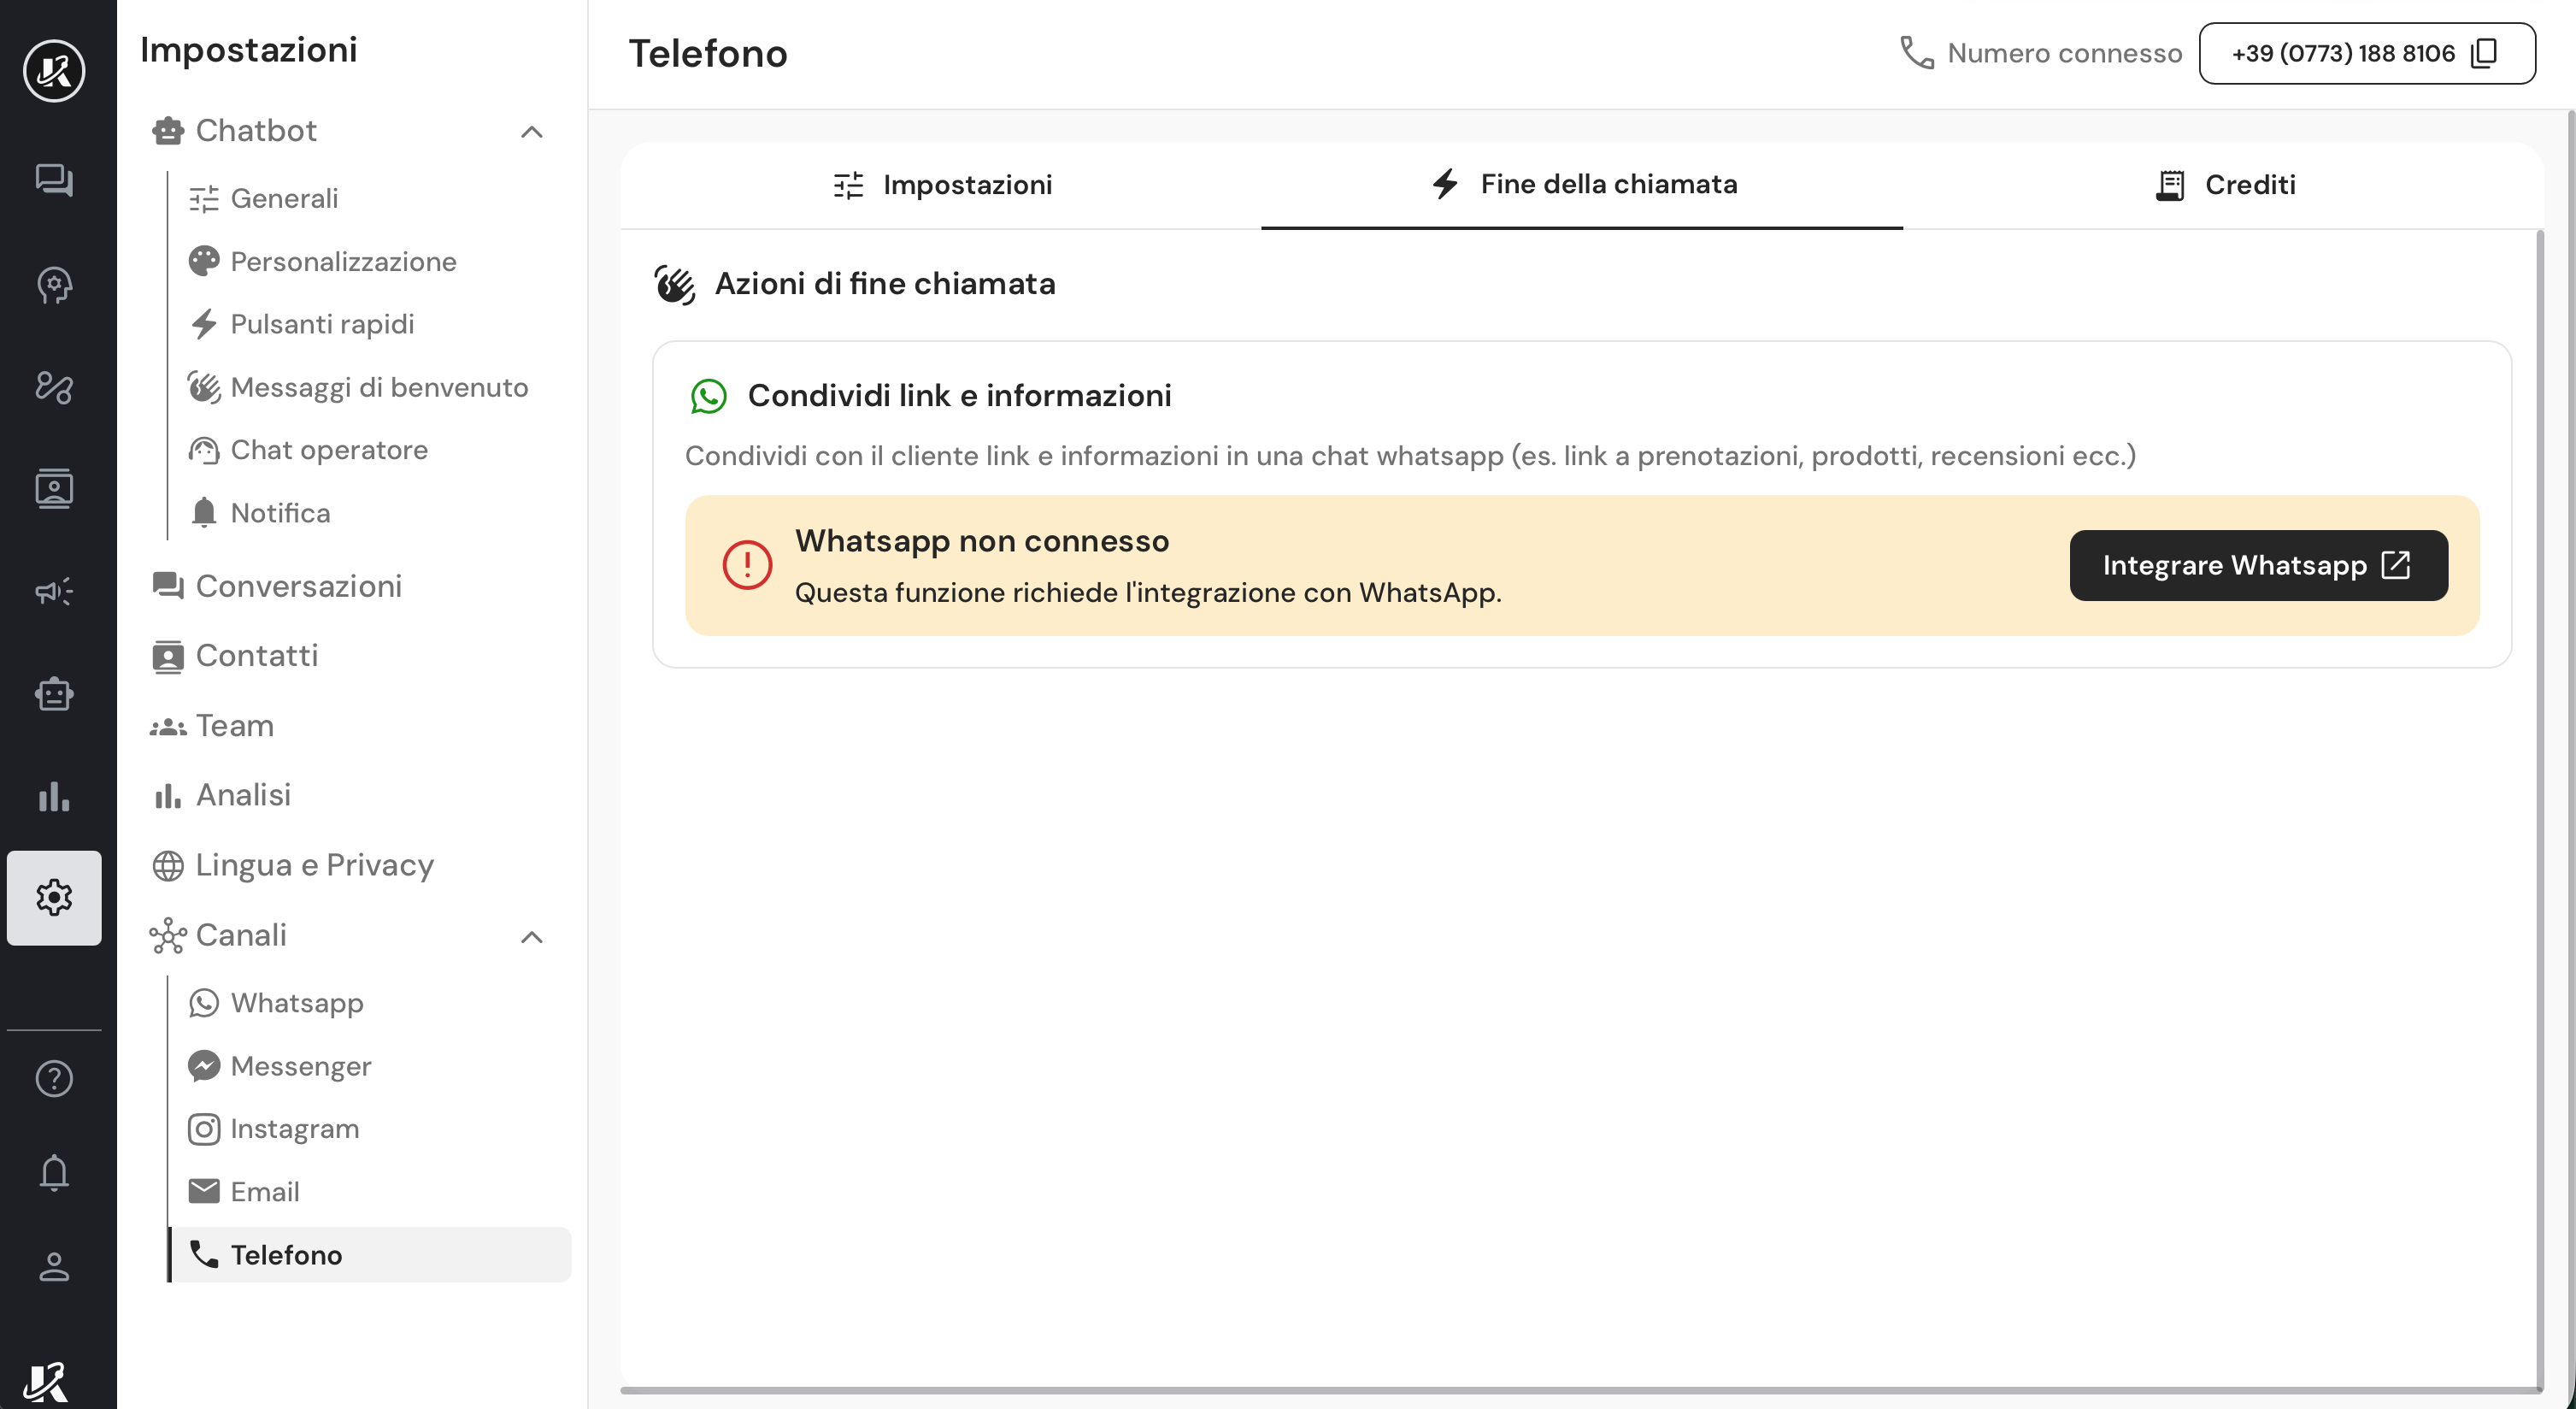 Impostazioni
Chatbot
Generali
Personalizzazione
Pulsanti rapidi
Messaggi di benvenuto
Chat operatore
Notifica
Conversazioni
Contatti
Team
Analisi
Lingua e Privacy
Canali
Whatsapp
Messenger
Instagram
Email
Telefono
Telefono
Numero connesso
+39 (0773) 188 8106
Impostazioni
Fine della chiamata
Crediti
Azioni di fine chiamata
Condividi link e informazioni
Condividi con il cliente link e informazioni in una chat whatsapp (es. link a prenotazioni, prodotti, recensioni ecc.)
Whatsapp non connesso
Questa funzione richiede l'integrazione con WhatsApp.
Integrare Whatsapp